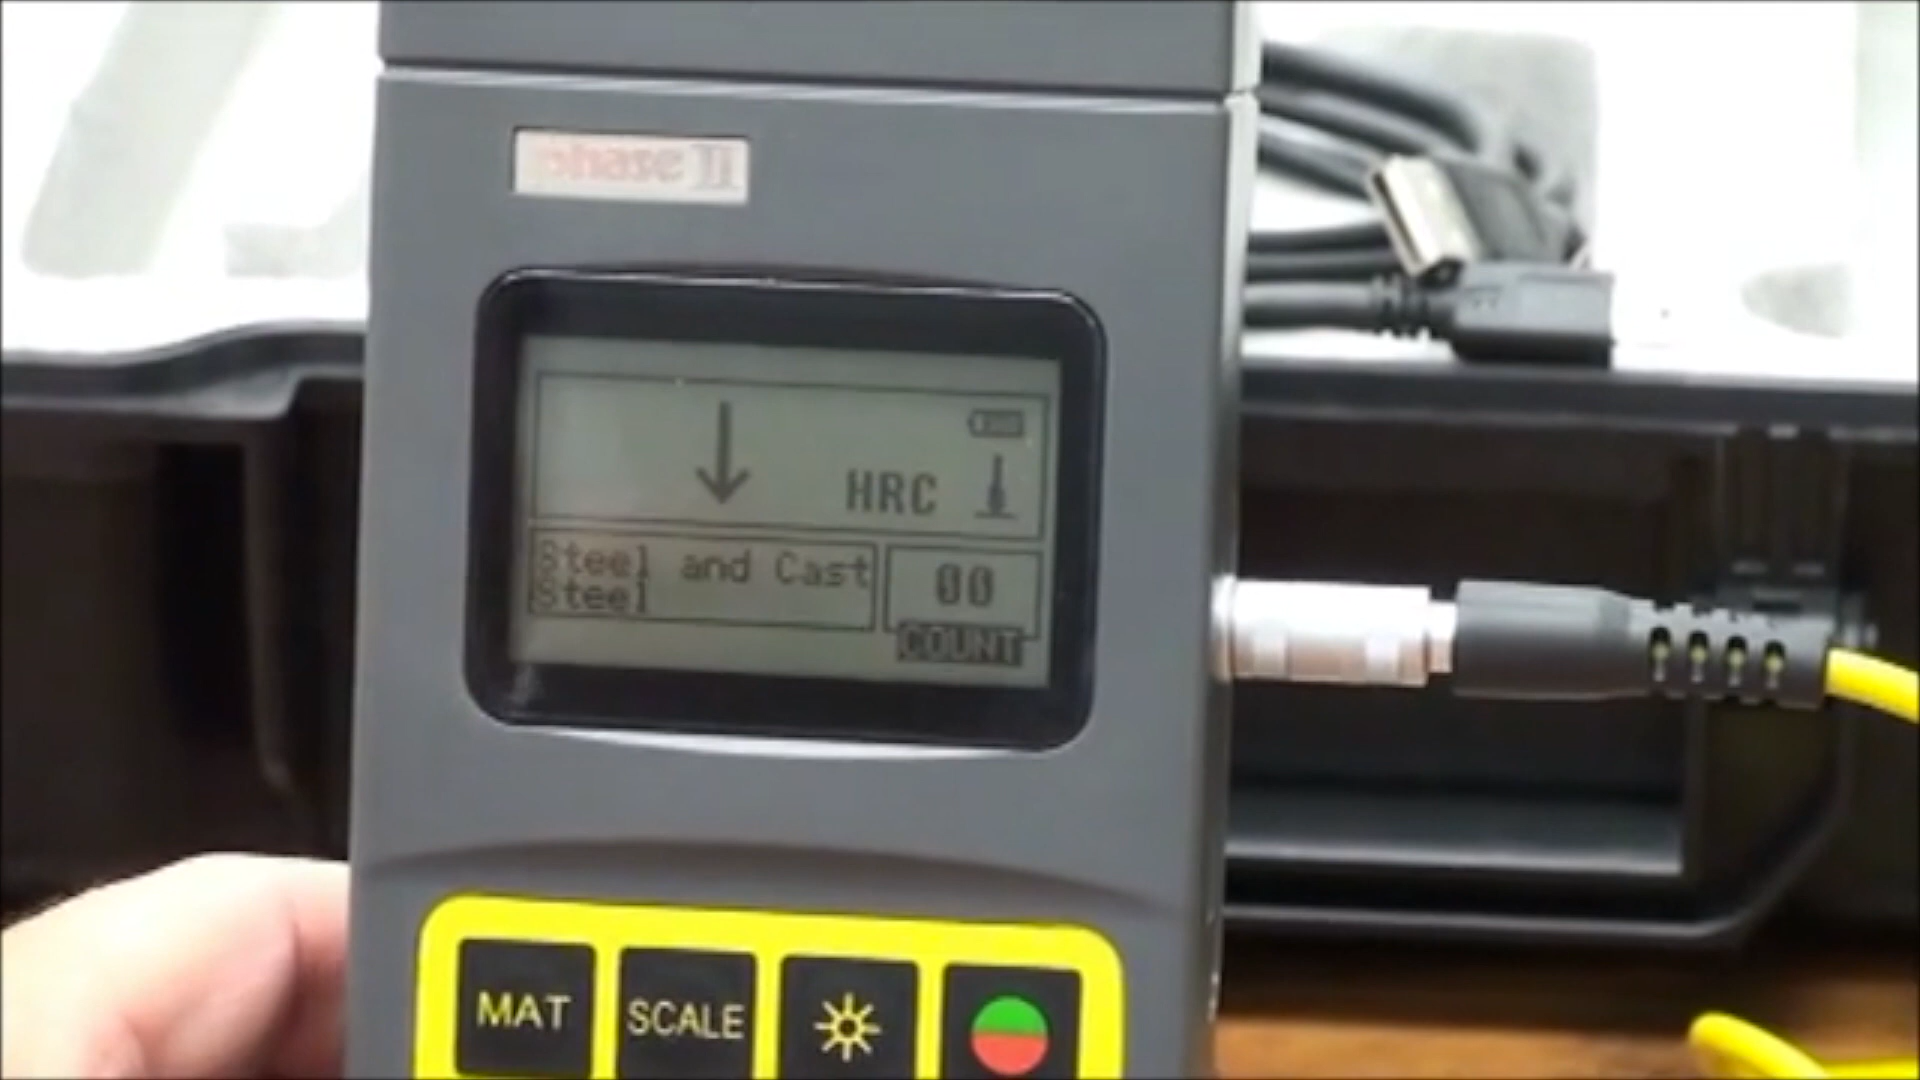 phase II
HRC
Steel and Cast
Steel
00
COUNT
MAT
SCALE